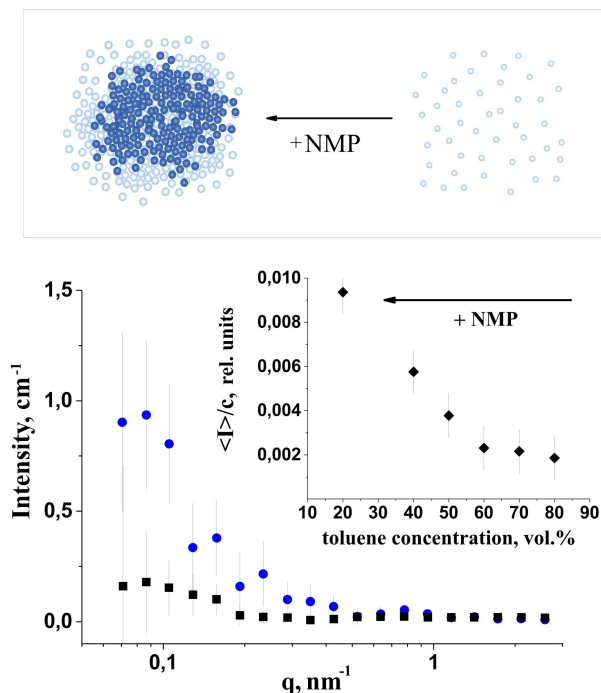 +NMP
1,5
1,0
0,5
0,0
Intensity, cm⁻¹
0,1
1
q, nm⁻¹
0,010
0,008
0,006
0,004
0,002
<I>/c, rel. units
+ NMP
10 20 30 40 50 60 70 80 90
toluene concentration, vol.%